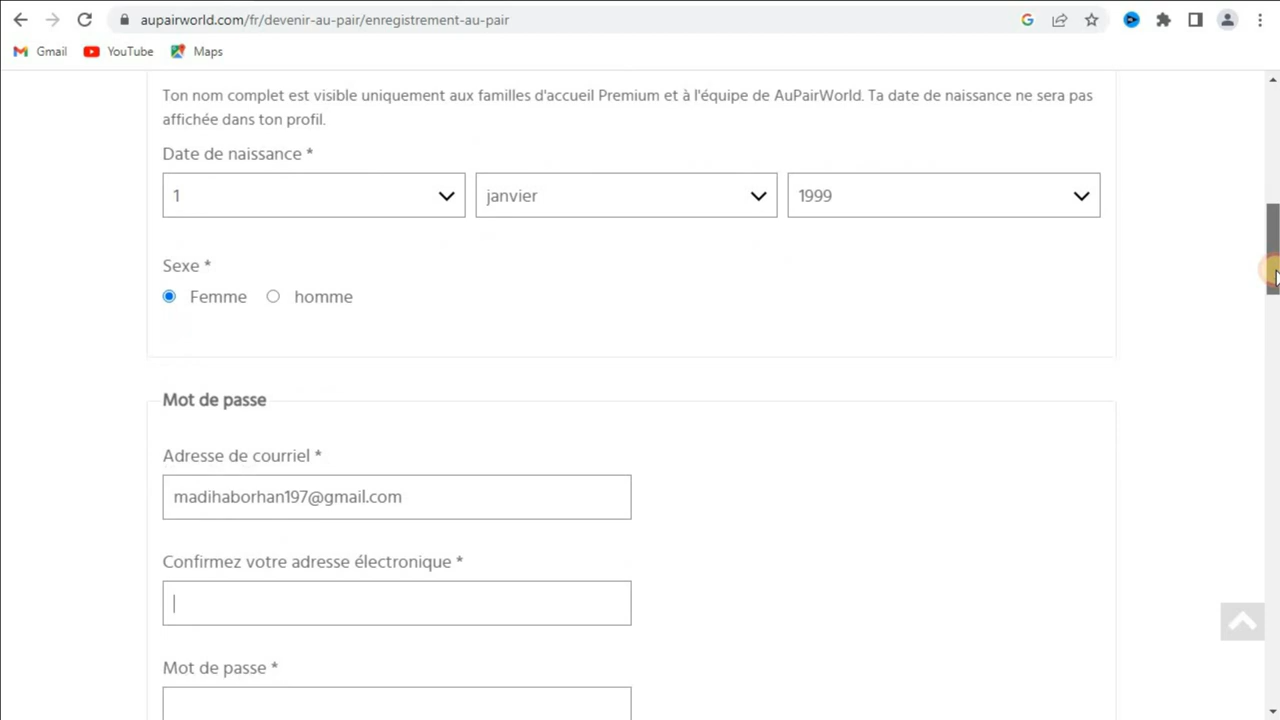 aupairworld.com/fr/devenir-au-pair/enregistrement-au-pair
Gmail YouTube Maps
Ton nom complet est visible uniquement aux familles d'accueil Premium et à l'équipe de AuPairWorld. Ta date de naissance ne sera pas
affichée dans ton profil.
Date de naissance *
1 janvier 1999
Sexe *
Femme homme
Mot de passe
Adresse de courriel *
madihaborhan197@gmail.com
Confirmez votre adresse électronique *
Mot de passe *